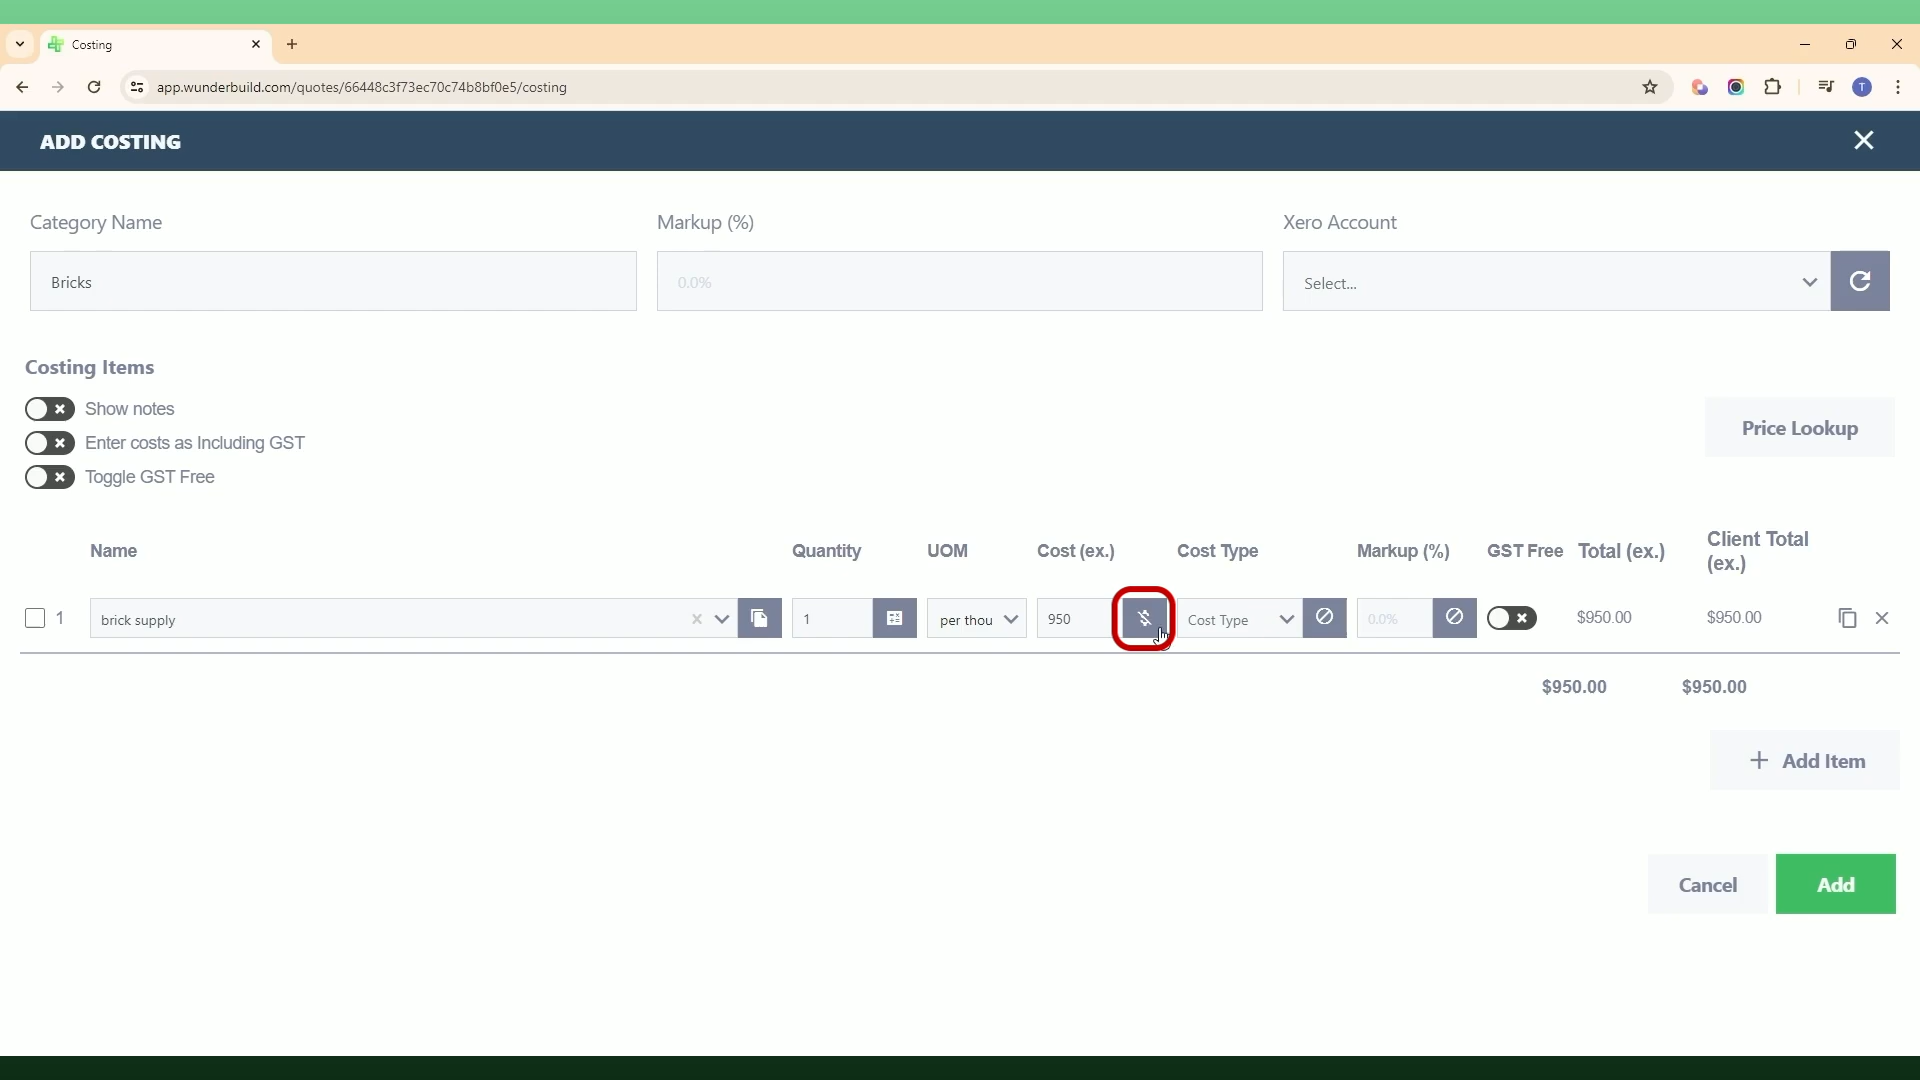 Costing
app.wunderbuild.com/quotes/66448c3f73ec70c74b8bf0e5/costing
T
ADD COSTING
Category Name
Markup (%)
Xero Account
Bricks
0.0%
Select...
Costing Items
Show notes
Enter costs as Including GST
Toggle GST Free
Price Lookup
Name Quantity UOM Cost (ex.) Cost Type Markup (%) GST Free Total (ex.) Client Total (ex.)
1 brick supply 1 per thou 950 Cost Type 0.0% $950.00 $950.00
$950.00 $950.00
Add Item
Cancel Add